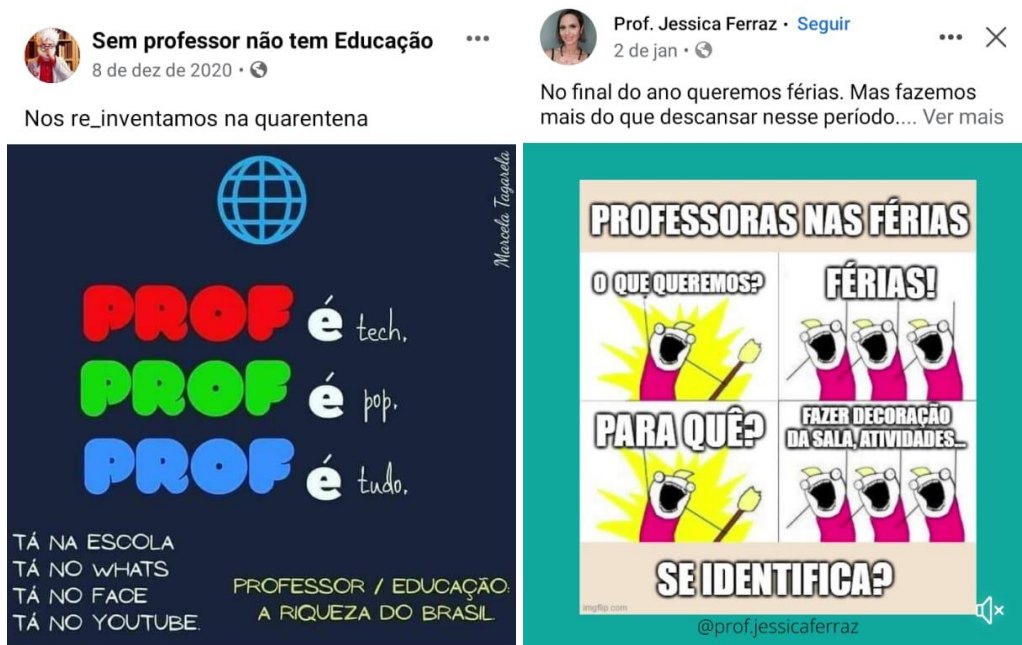 Sem professor não tem Educação
8 de dez de 2020
Nos re_inventamos na quarentena
Marcela Tagarela
PROF é tech,
PROF é pop,
PROF é tudo,
TÁ NA ESCOLA
TÁ NO WHATS
TÁ NO FACE
TÁ NO YOUTUBE.
PROFESSOR / EDUCAÇÃO:
A RIQUEZA DO BRASIL
Prof. Jessica Ferraz • Seguir
2 de jan
No final do ano queremos férias. Mas fazemos
mais do que descansar nesse período.... Ver mais
PROFESSORAS NAS FÉRIAS
O QUE QUEREMOS?
FÉRIAS!
PARA QUÊ?
FAZER DECORAÇÃO
DA SALA, ATIVIDADES...
SE IDENTIFICA?
imgflip.com
@prof.jessicaferraz